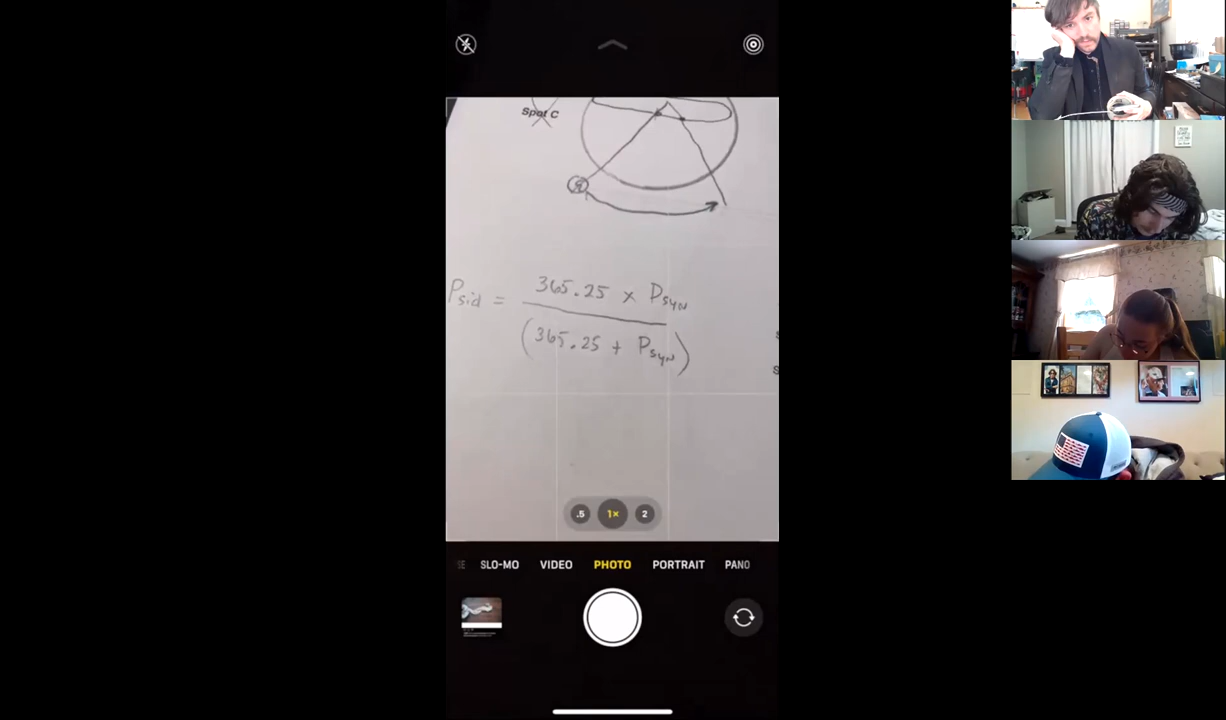 Spot C
Psid = 365.25 x Psyn
(365.25 + Psyn)
.5 1× 2
SLO-MO VIDEO PHOTO PORTRAIT PANO